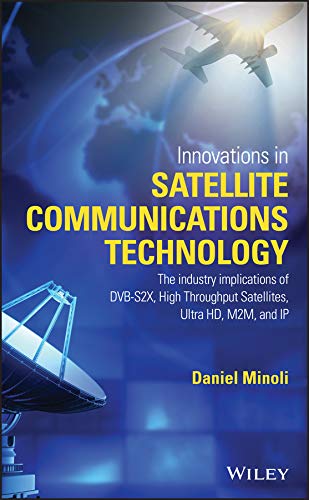 Innovations in
SATELLITE
COMMUNICATIONS
TECHNOLOGY
The industry implications of
DVB-S2X, High Throughput Satellites,
Ultra HD, M2M, and IP
Daniel Minoli
WILEY